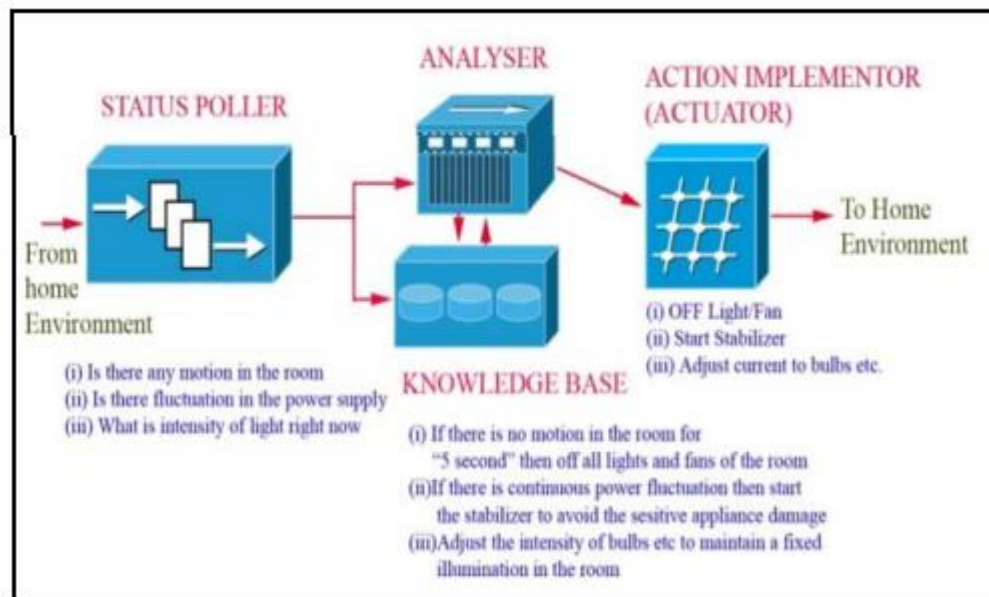 STATUS POLLER
ANALYSER
ACTION IMPLEMENTOR
(ACTUATOR)
From
home
Environment
To Home
Environment
(i) Is there any motion in the room
(ii) Is there fluctuation in the power supply
(iii) What is intensity of light right now
KNOWLEDGE BASE
(i) If there is no motion in the room for
“5 second” then off all lights and fans of the room
(ii)If there is continuous power fluctuation then start
the stabilizer to avoid the sesitive appliance damage
(iii)Adjust the intensity of bulbs etc to maintain a fixed
illumination in the room
(i) OFF Light/Fan
(ii) Start Stabilizer
(iii) Adjust current to bulbs etc.